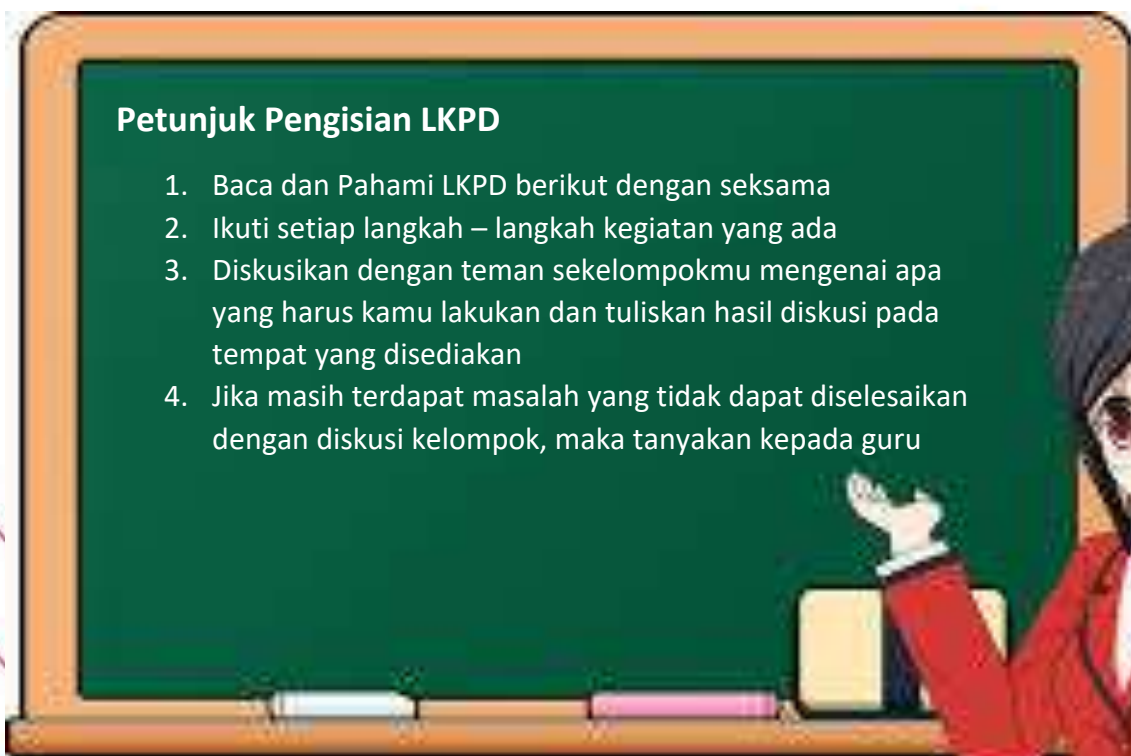 Petunjuk Pengisian LKPD
1. Baca dan Pahami LKPD berikut dengan seksama
2. Ikuti setiap langkah – langkah kegiatan yang ada
3. Diskusikan dengan teman sekelompokmu mengenai apa
yang harus kamu lakukan dan tuliskan hasil diskusi pada
tempat yang disediakan
4. Jika masih terdapat masalah yang tidak dapat diselesaikan
dengan diskusi kelompok, maka tanyakan kepada guru